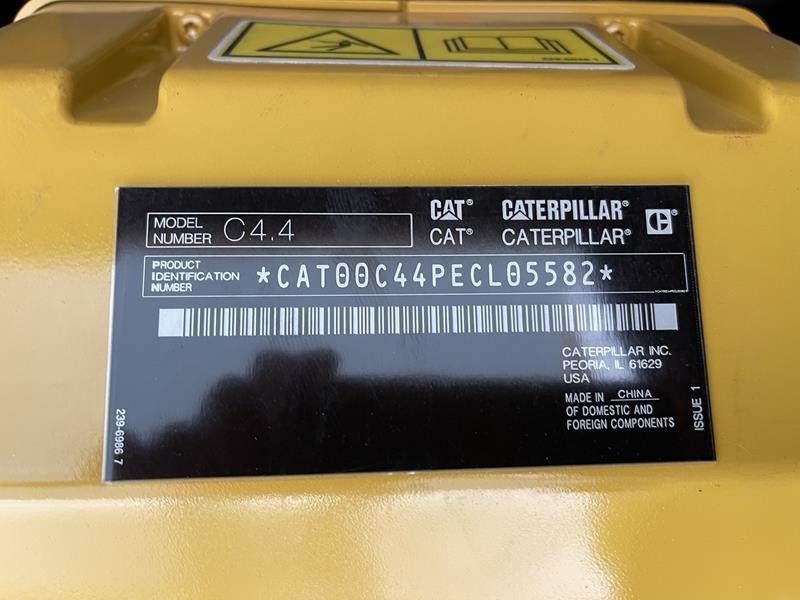 MODEL NUMBER C4.4
CAT® CATERPILLAR®
CAT® CATERPILLAR® C®
PRODUCT
IDENTIFICATION
NUMBER
*CAT00C44PECL05582*
CATERPILLAR INC.
PEORIA, IL 61629
USA
MADE IN CHINA
OF DOMESTIC AND
FOREIGN COMPONENTS
239-6986 7
ISSUE 1